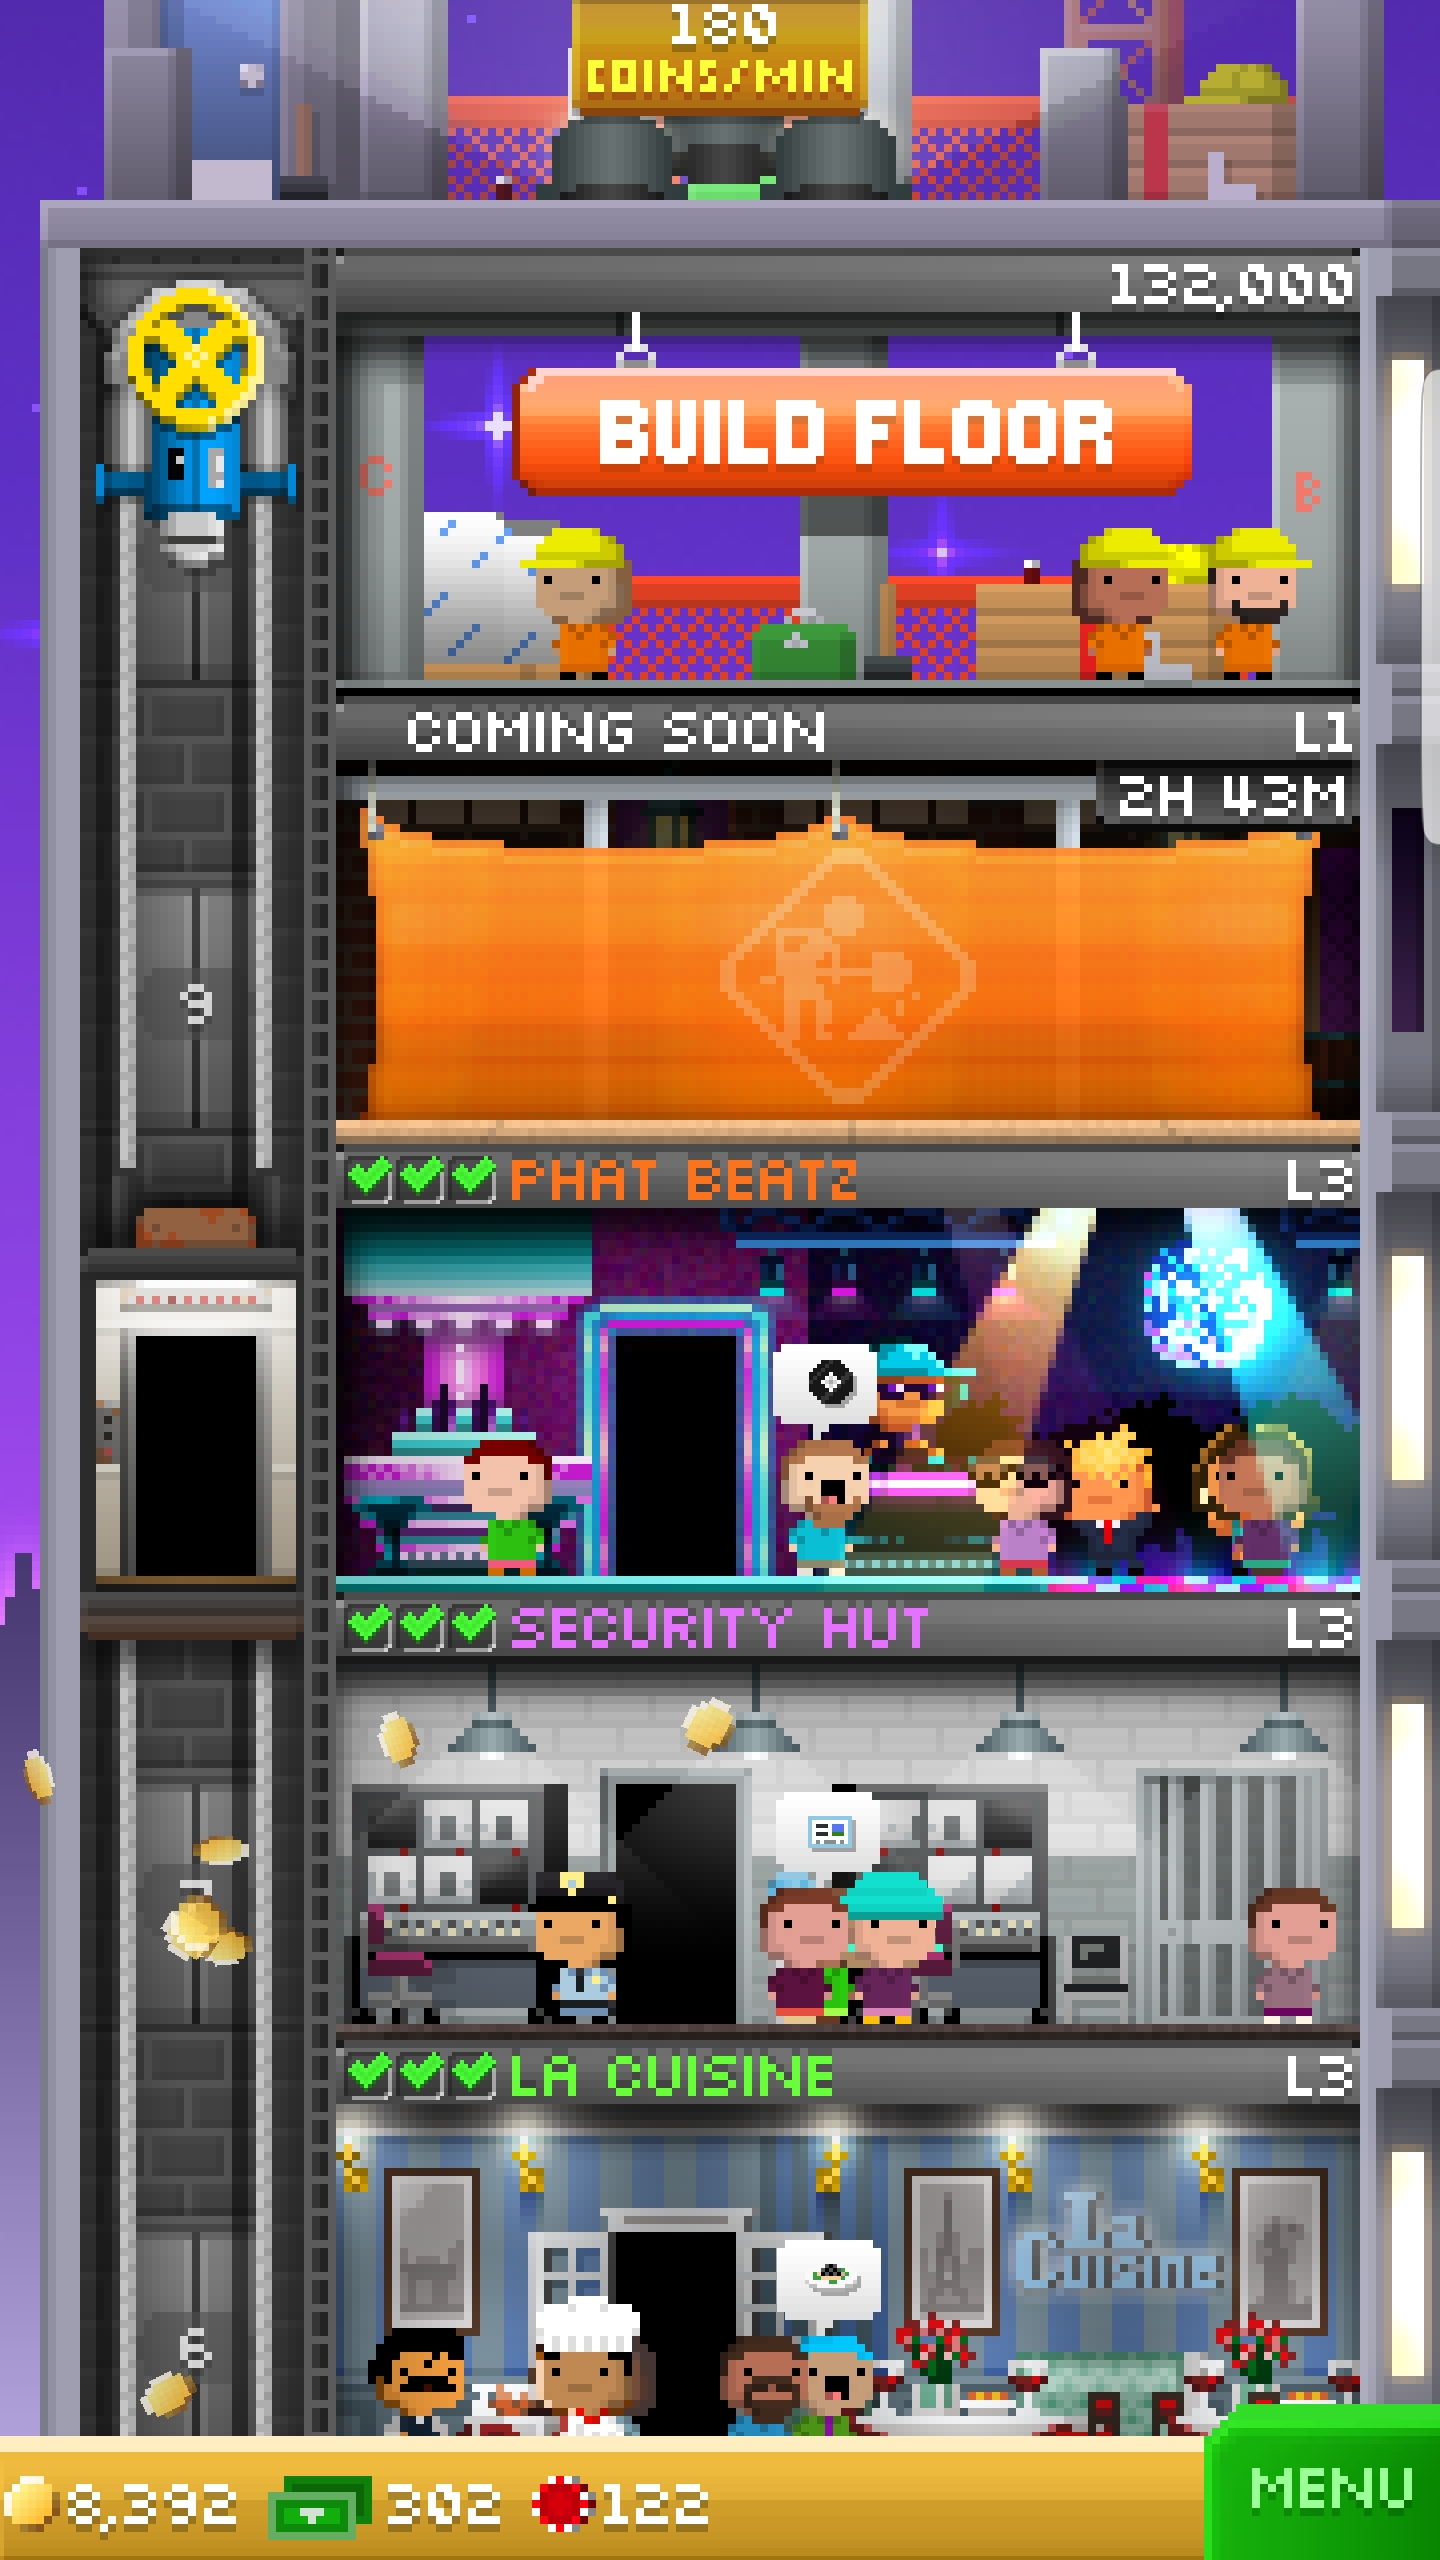 180
COINS/MIN
132,000
BUILD FLOOR
C
B
COMING SOON L1
2H 43M
9
PHAT BEATZ L3
SECURITY HUT L3
LA CUISINE L3
La
Cuisine
6
8,392 302 122
MENU